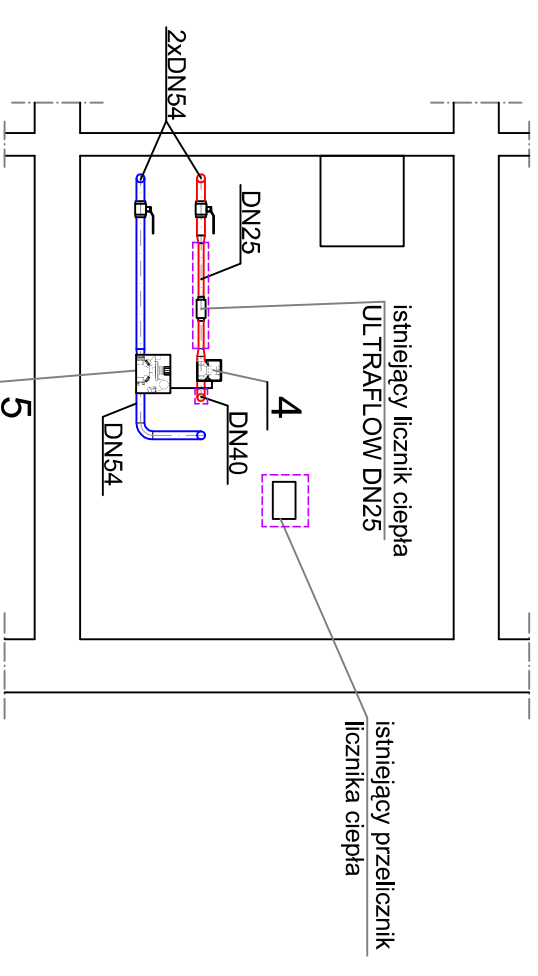 istniejący przelicznik
licznika ciepła
istniejący licznik ciepła
ULTRAFLOW DN25
4
DN40
DN25
2xDN54
DN54
5